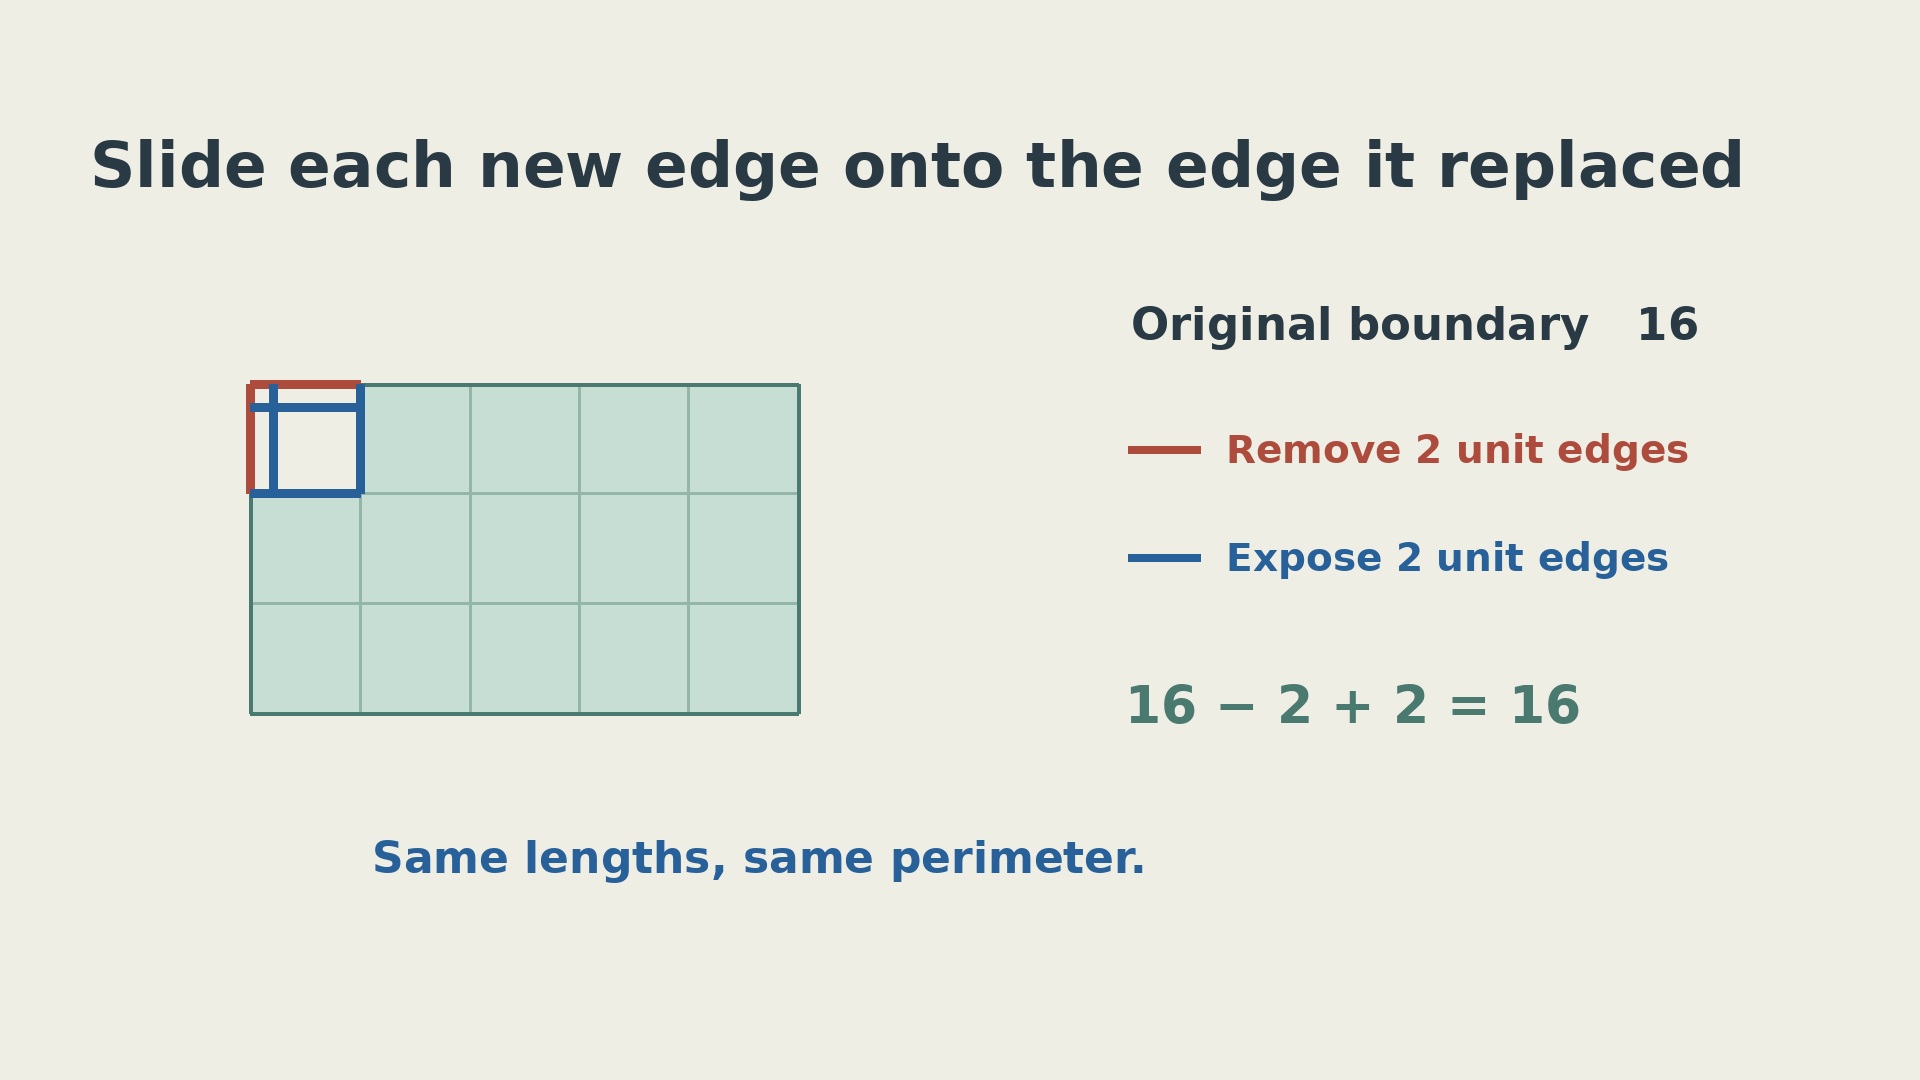 Slide each new edge onto the edge it replaced
Original boundary 16
Remove 2 unit edges
Expose 2 unit edges
16 − 2 + 2 = 16
Same lengths, same perimeter.